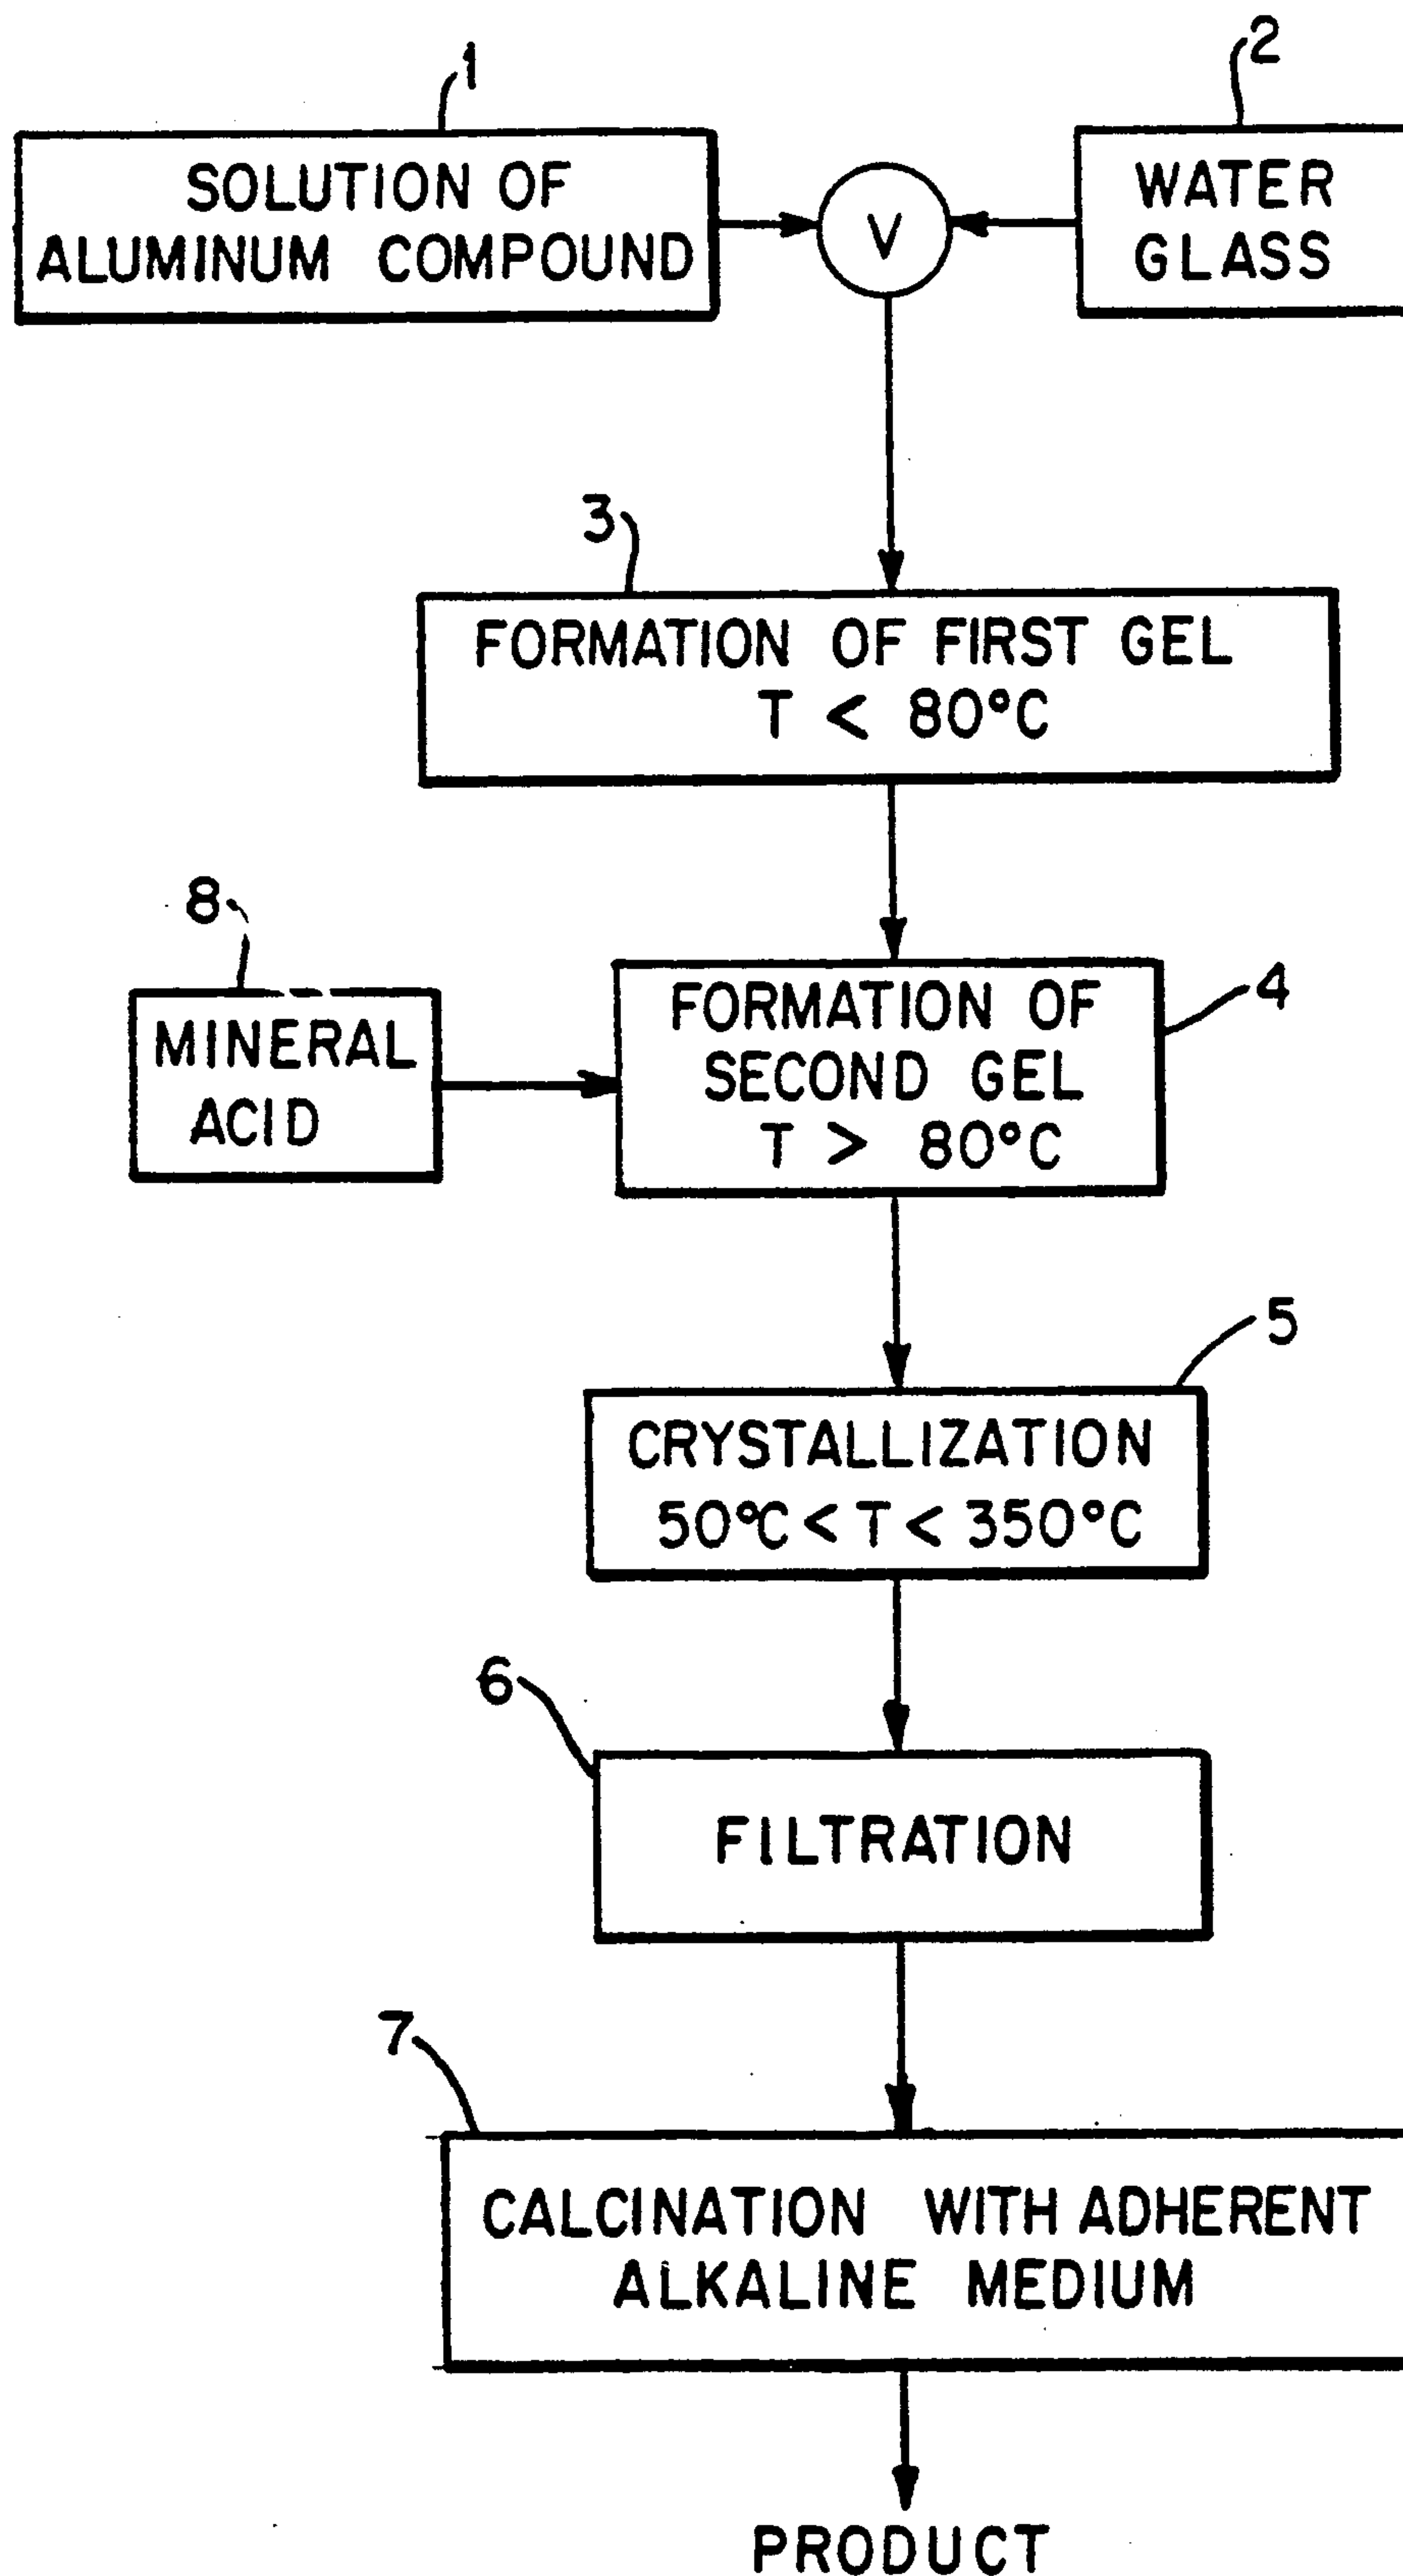 1
2
SOLUTION OF
ALUMINUM COMPOUND
V
WATER
GLASS
3
FORMATION OF FIRST GEL
T < 80°C
8
MINERAL
ACID
4
FORMATION OF
SECOND GEL
T > 80°C
5
CRYSTALLIZATION
50°C < T < 350°C
6
FILTRATION
7
CALCINATION WITH ADHERENT
ALKALINE MEDIUM
PRODUCT